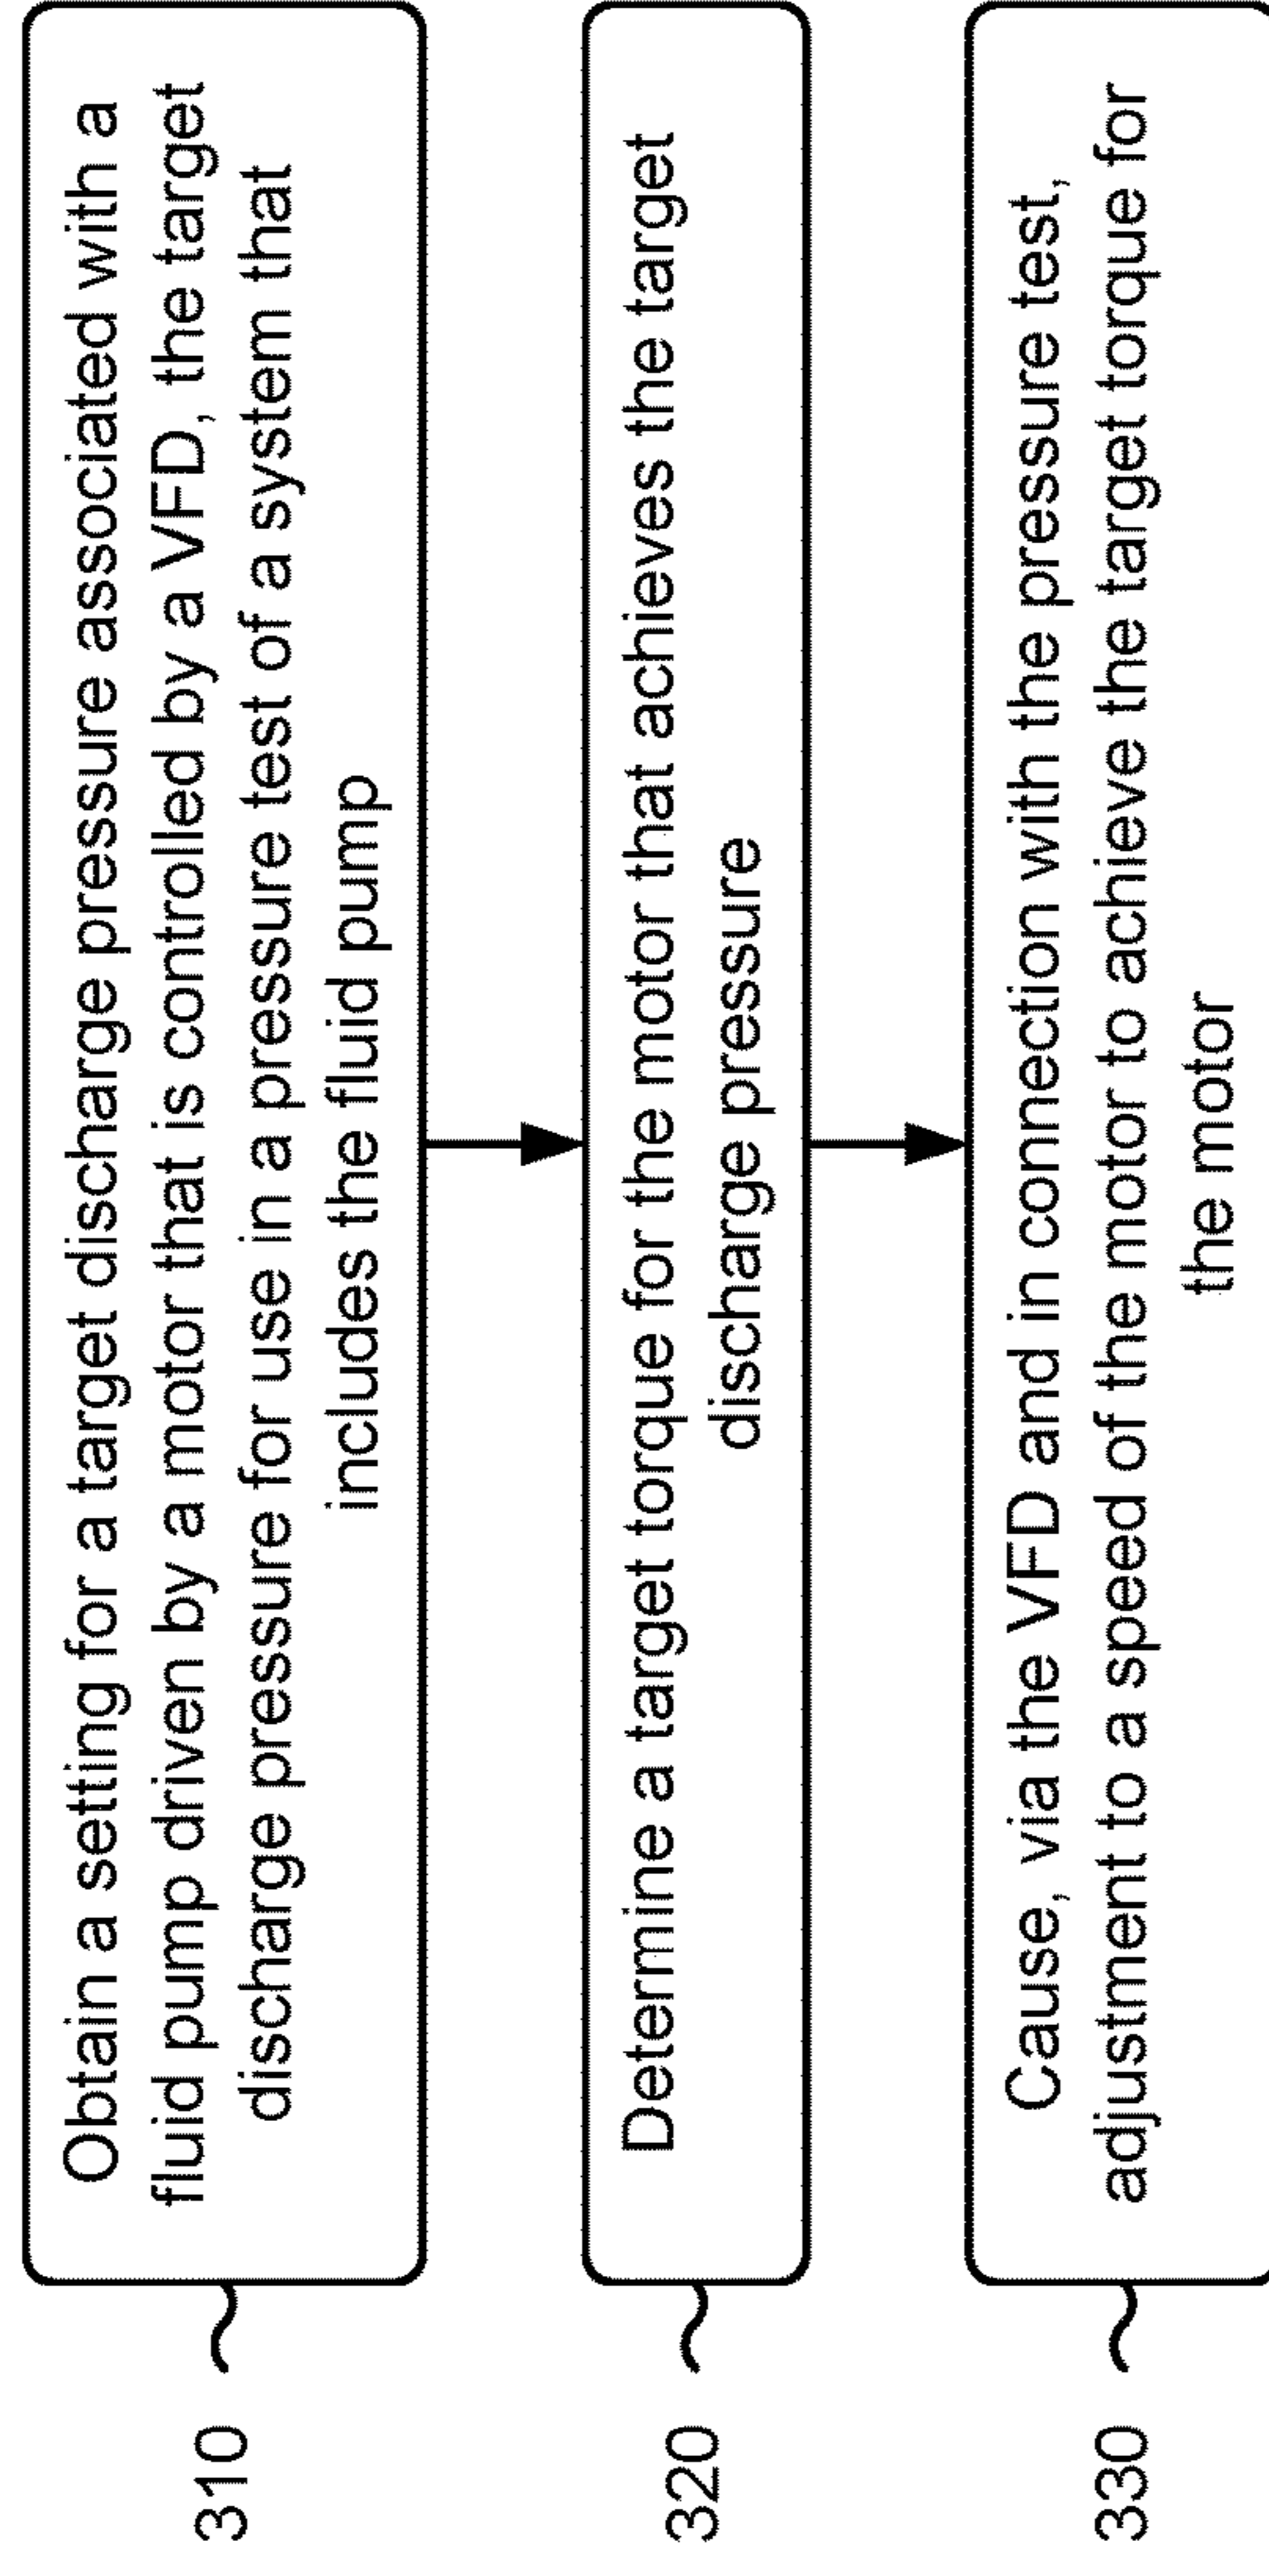 310
Obtain a setting for a target discharge pressure associated with a
fluid pump driven by a motor that is controlled by a VFD, the target
discharge pressure for use in a pressure test of a system that
includes the fluid pump
320
Determine a target torque for the motor that achieves the target
discharge pressure
330
Cause, via the VFD and in connection with the pressure test,
adjustment to a speed of the motor to achieve the target torque for
the motor